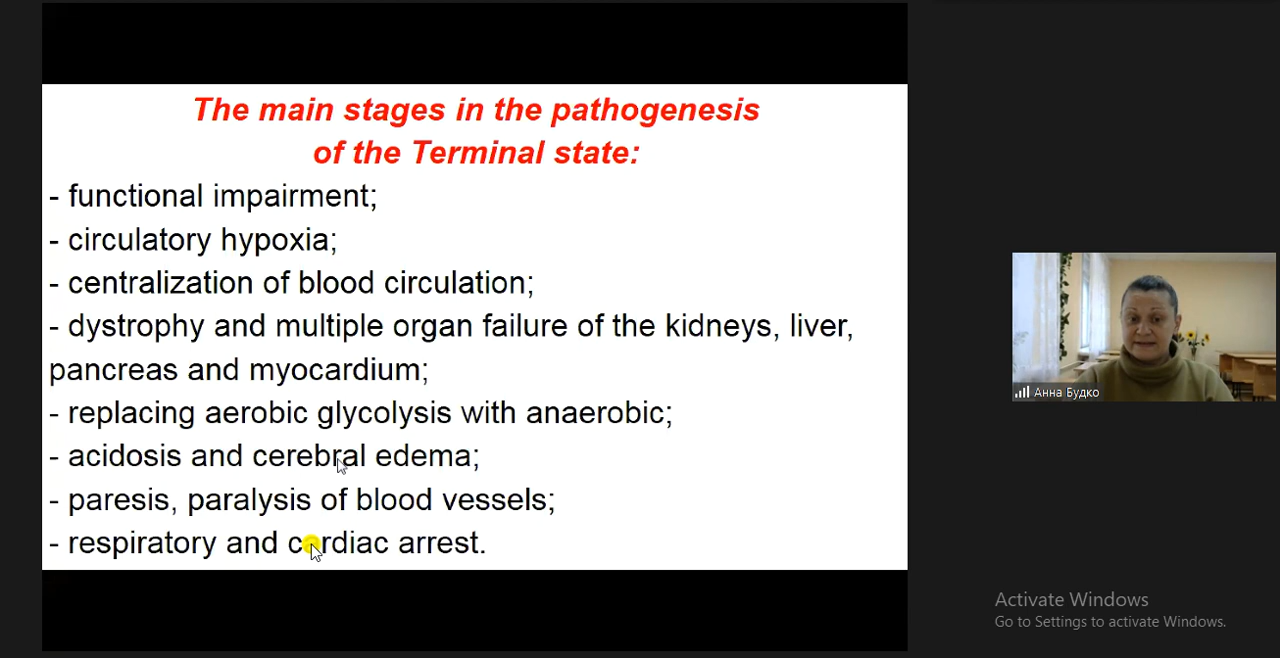 The main stages in the pathogenesis
of the Terminal state:
- functional impairment;
- circulatory hypoxia;
- centralization of blood circulation;
- dystrophy and multiple organ failure of the kidneys, liver,
pancreas and myocardium;
- replacing aerobic glycolysis with anaerobic;
- acidosis and cerebral edema;
- paresis, paralysis of blood vessels;
- respiratory and cardiac arrest.
Анна Будко
Activate Windows
Go to Settings to activate Windows.